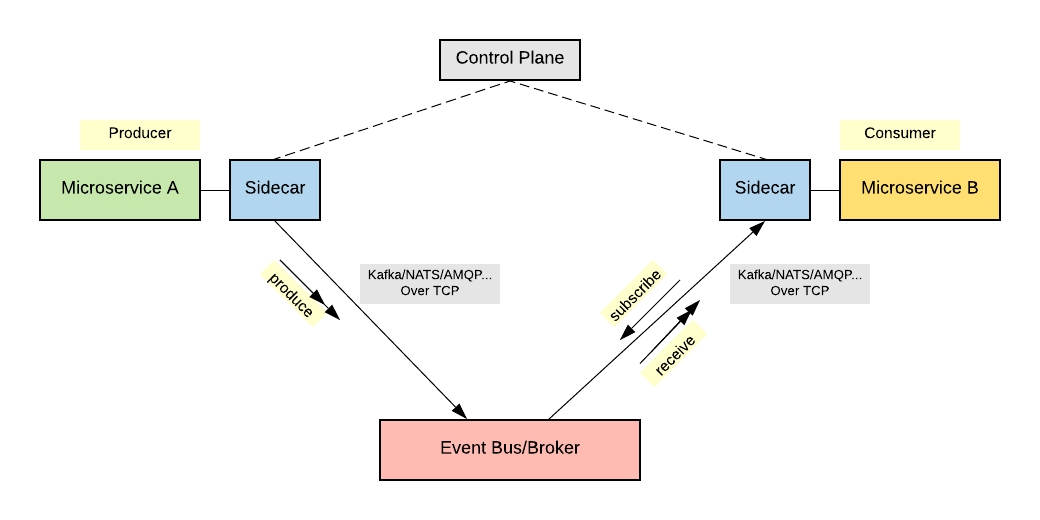 Control Plane
Producer
Consumer
Microservice A
Sidecar
Sidecar
Microservice B
produce
Kafka/NATS/AMQP...
Over TCP
subscribe
receive
Kafka/NATS/AMQP...
Over TCP
Event Bus/Broker